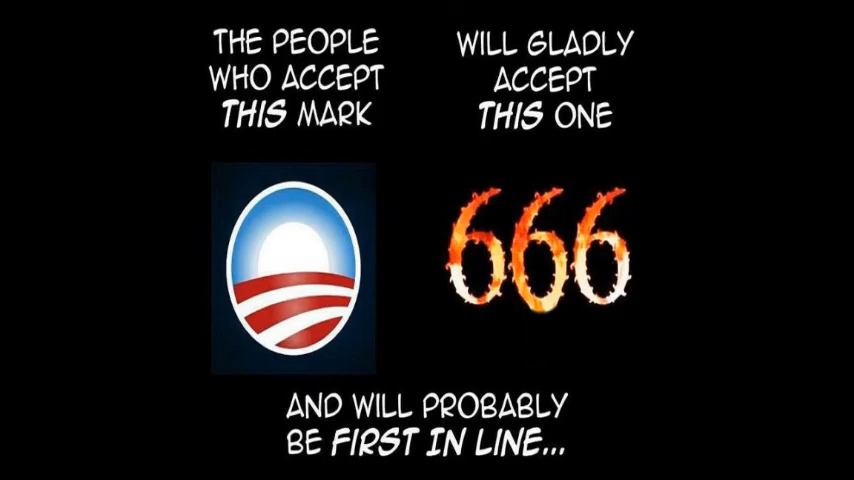 THE PEOPLE
WHO ACCEPT
THIS MARK
WILL GLADLY
ACCEPT
THIS ONE
666
AND WILL PROBABLY
BE FIRST IN LINE...